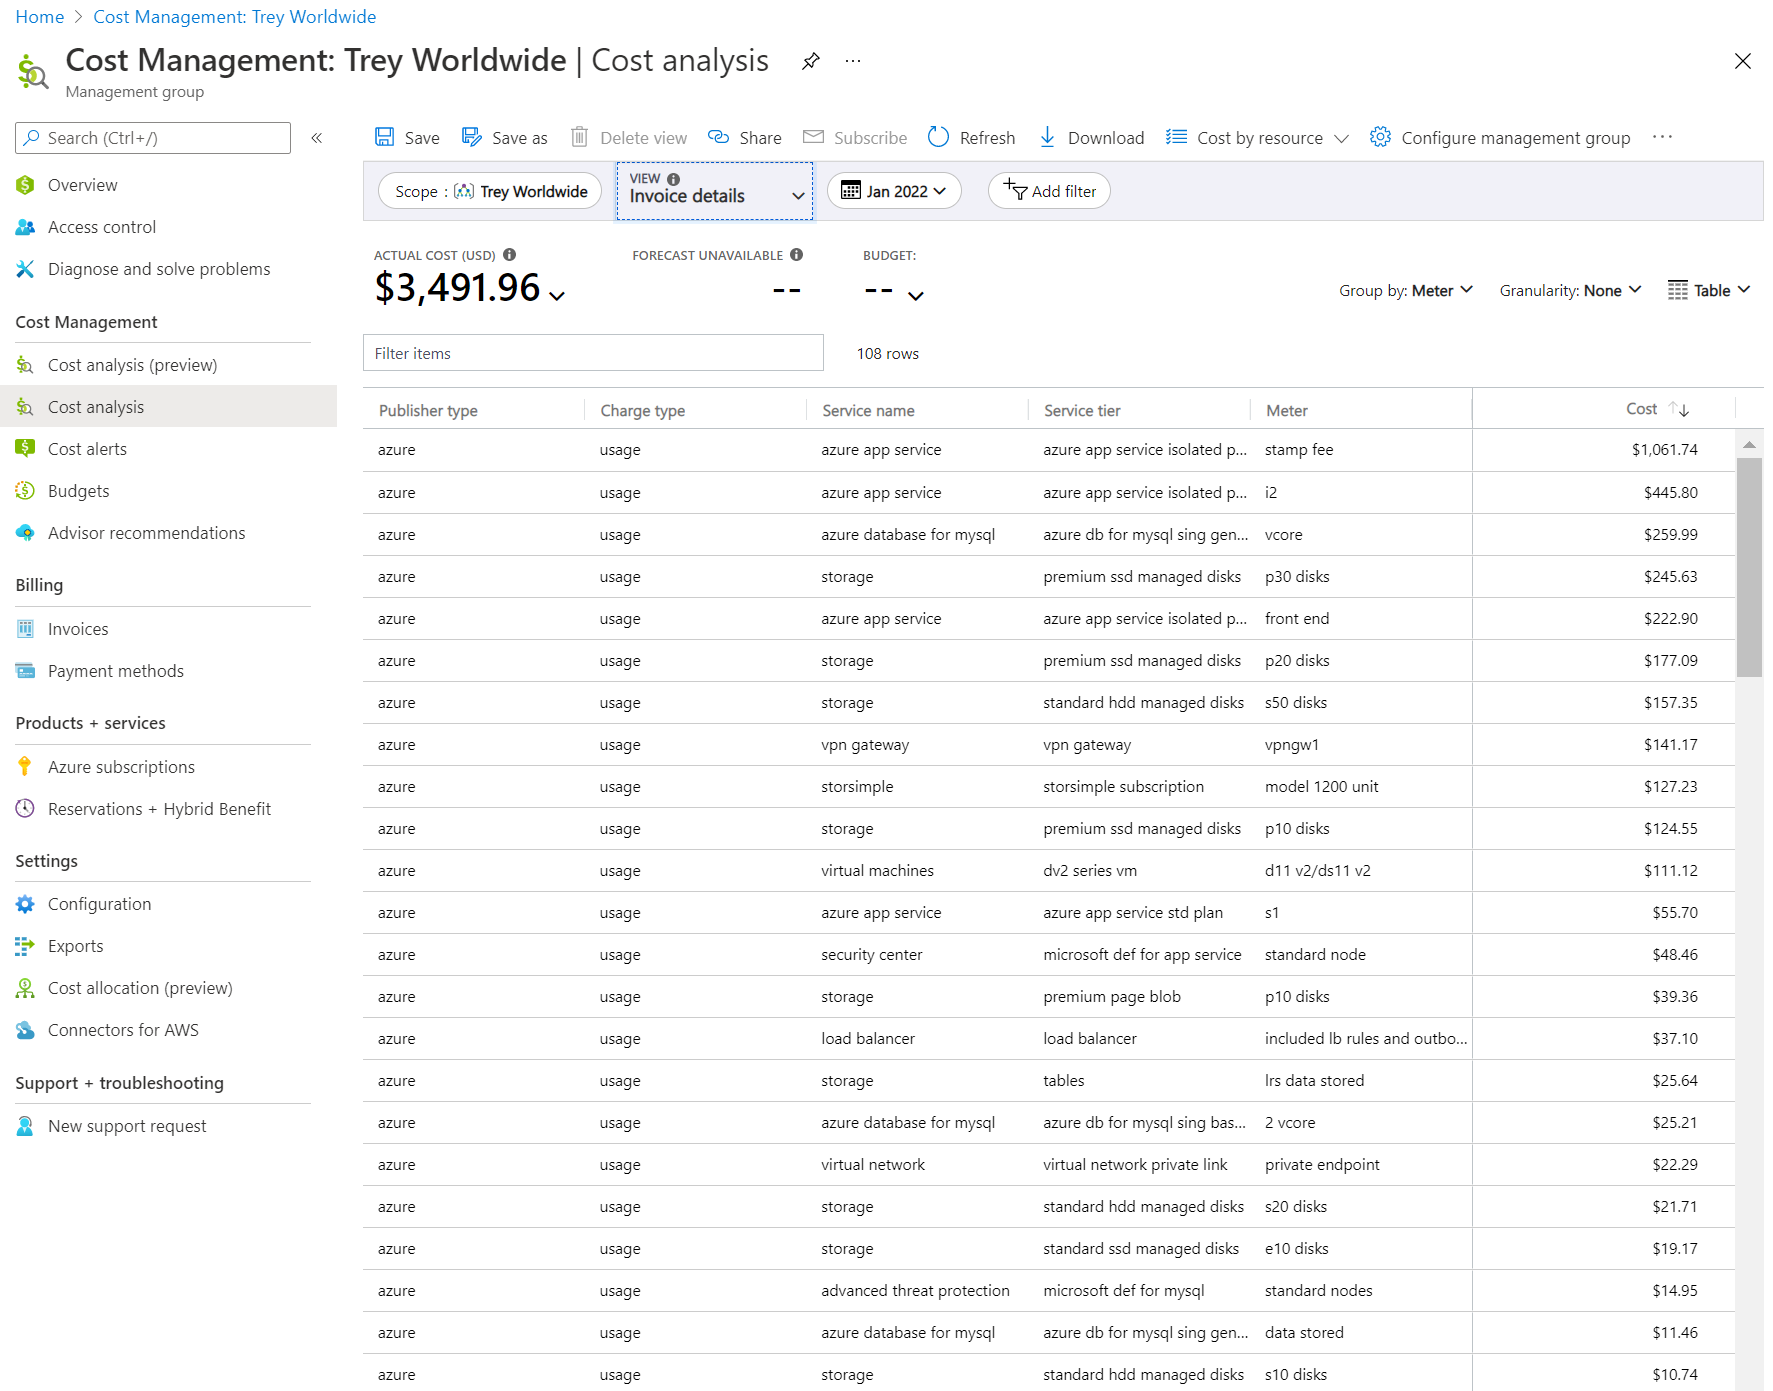 Home > Cost Management: Trey Worldwide
Cost Management: Trey Worldwide | Cost analysis ...
Management group
Search (Ctrl+/) «
Overview
Access control
Diagnose and solve problems
Cost Management
Cost analysis (preview)
Cost analysis
Cost alerts
Budgets
Advisor recommendations
Billing
Invoices
Payment methods
Products + services
Azure subscriptions
Reservations + Hybrid Benefit
Settings
Configuration
Exports
Cost allocation (preview)
Connectors for AWS
Support + troubleshooting
New support request
Save Save as Delete view Share Subscribe Refresh Download Cost by resource Configure management group ...
Scope : Trey Worldwide
VIEW
Invoice details
Jan 2022
Add filter
ACTUAL COST (USD) FORECAST UNAVAILABLE BUDGET:
$3,491.96 -- --
Group by: Meter Granularity: None Table
Filter items 108 rows
Publisher type Charge type Service name Service tier Meter Cost
azure usage azure app service azure app service isolated p... stamp fee $1,061.74
azure usage azure app service azure app service isolated p... i2 $445.80
azure usage azure database for mysql azure db for mysql sing gen... vcore $259.99
azure usage storage premium ssd managed disks p30 disks $245.63
azure usage azure app service azure app service isolated p... front end $222.90
azure usage storage premium ssd managed disks p20 disks $177.09
azure usage storage standard hdd managed disks s50 disks $157.35
azure usage vpn gateway vpn gateway vpngw1 $141.17
azure usage storsimple storsimple subscription model 1200 unit $127.23
azure usage storage premium ssd managed disks p10 disks $124.55
azure usage virtual machines dv2 series vm d11 v2/ds11 v2 $111.12
azure usage azure app service azure app service std plan s1 $55.70
azure usage security center microsoft def for app service standard node $48.46
azure usage storage premium page blob p10 disks $39.36
azure usage load balancer load balancer included lb rules and outbo... $37.10
azure usage storage tables lrs data stored $25.64
azure usage azure database for mysql azure db for mysql sing bas... 2 vcore $25.21
azure usage virtual network virtual network private link private endpoint $22.29
azure usage storage standard hdd managed disks s20 disks $21.71
azure usage storage standard ssd managed disks e10 disks $19.17
azure usage advanced threat protection microsoft def for mysql standard nodes $14.95
azure usage azure database for mysql azure db for mysql sing gen... data stored $11.46
azure usage storage standard hdd managed disks s10 disks $10.74